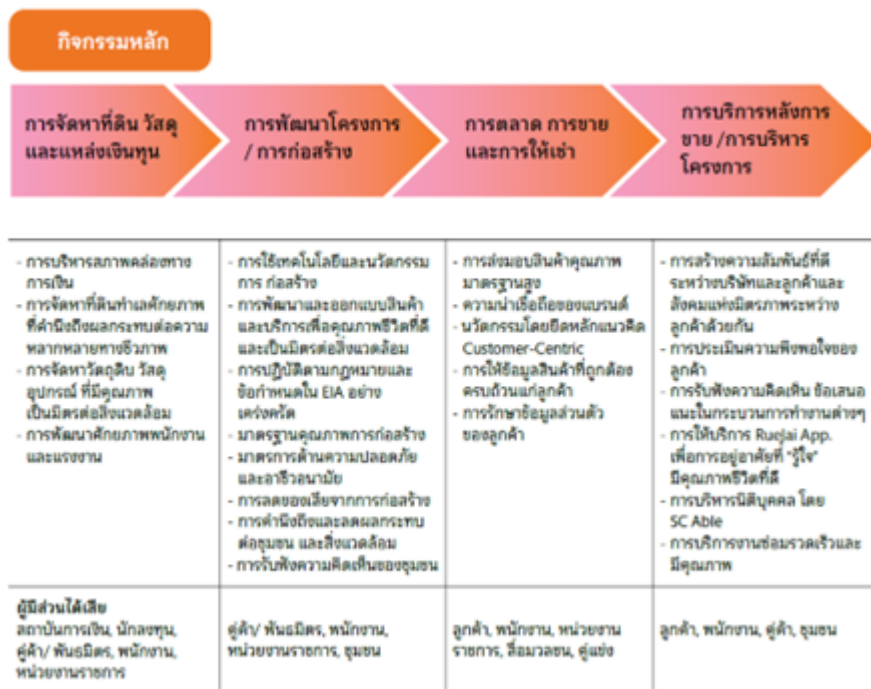 กิจกรรมหลัก
การจัดหาที่ดิน วัสดุ
และแหล่งเงินทุน
การพัฒนาโครงการ
/ การก่อสร้าง
การตลาด การขาย
และการให้เช่า
การบริการหลังการ
ขาย /การบริหาร
โครงการ
- การบริหารสภาพคล่องทาง
การเงิน
- การจัดหาที่ดินทำเลศักยภาพ
ที่คำนึงถึงผลกระทบต่อความ
หลากหลายทางชีวภาพ
- การจัดหาวัตถุดิบ วัสดุ
อุปกรณ์ ที่มีคุณภาพ
เป็นมิตรต่อสิ่งแวดล้อม
- การพัฒนาศักยภาพพนักงาน
และแรงงาน
- การใช้เทคโนโลยีและนวัตกรรม
การ ก่อสร้าง
- การพัฒนาและออกแบบสินค้า
และบริการเพื่อคุณภาพชีวิตที่ดี
และเป็นมิตรต่อสิ่งแวดล้อม
- การปฏิบัติตามกฎหมายและ
ข้อกำหนดใน EIA อย่าง
เคร่งครัด
- มาตรฐานคุณภาพการก่อสร้าง
- มาตรการด้านความปลอดภัย
และอาชีวอนามัย
- การลดของเสียจากการก่อสร้าง
- การคำนึงถึงและลดผลกระทบ
ต่อชุมชน และสิ่งแวดล้อม
- การรับฟังความคิดเห็นของชุมชน
- การส่งมอบสินค้าคุณภาพ
มาตรฐานสูง
- ความน่าเชื่อถือของแบรนด์
- นวัตกรรมโดยยึดหลักแนวคิด
Customer-Centric
- การให้ข้อมูลสินค้าที่ถูกต้อง
ครบถ้วนแก่ลูกค้า
- การรักษาข้อมูลส่วนตัว
ของลูกค้า
- การสร้างความสัมพันธ์ที่ดี
ระหว่างบริษัทและลูกค้าและ
สังคมแห่งมิตรภาพระหว่าง
ลูกค้าด้วยกัน
- การประเมินความพึงพอใจของ
ลูกค้า
- การรับฟังความคิดเห็น ข้อเสนอ
แนะในกระบวนการทำงานต่างๆ
- การให้บริการ Ruejai App.
เพื่อการอยู่อาศัยที่ "รู้ใจ"
มีคุณภาพชีวิตที่ดี
- การบริหารนิติบุคคล โดย
SC Able
- การบริการงานซ่อมรวดเร็วและ
มีคุณภาพ
ผู้มีส่วนได้เสีย
สถาบันการเงิน, นักลงทุน,
คู่ค้า/ พันธมิตร, พนักงาน,
หน่วยงานราชการ
คู่ค้า/ พันธมิตร, พนักงาน,
หน่วยงานราชการ, ชุมชน
ลูกค้า, พนักงาน, หน่วยงาน
ราชการ, สื่อมวลชน, คู่แข่ง
ลูกค้า, พนักงาน, คู่ค้า, ชุมชน